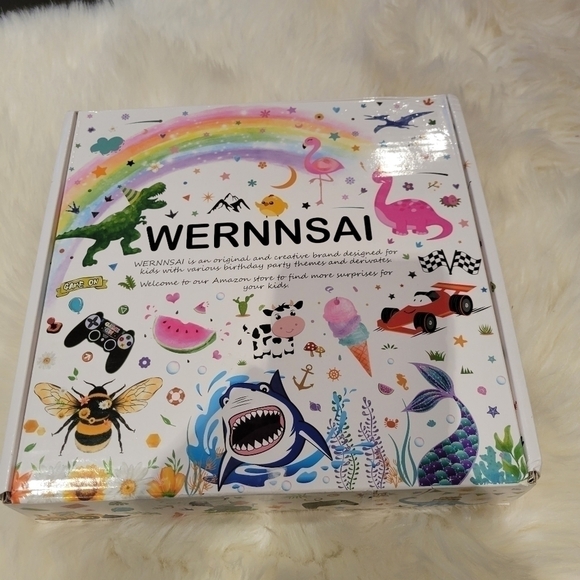 WERNNSAI
WERNNSAI is an original and creative brand designed for
kids with various birthday party themes and derivates.
Welcome to our Amazon store to find more surprises for
your kids.
GAME ON